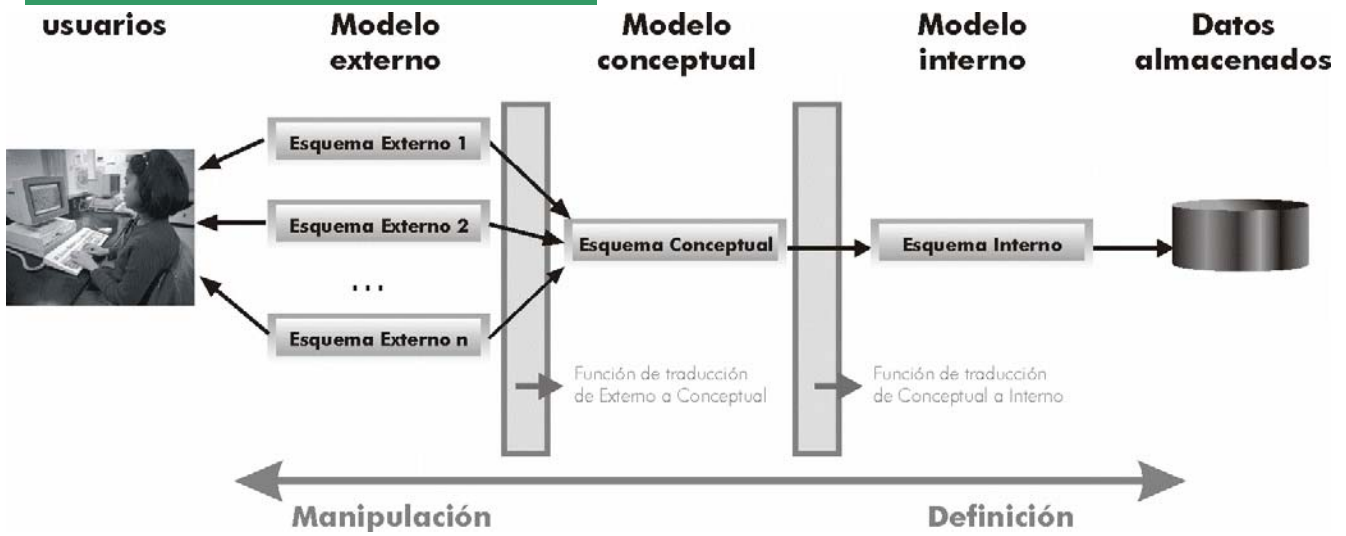 usuarios
Modelo
externo
Modelo
conceptual
Modelo
interno
Datos
almacenados
Esquema Externo 1
Esquema Externo 2
...
Esquema Externo n
Esquema Conceptual
Esquema Interno
Función de traducción
de Externo a Conceptual
Función de traducción
de Conceptual a Interno
Manipulación
Definición